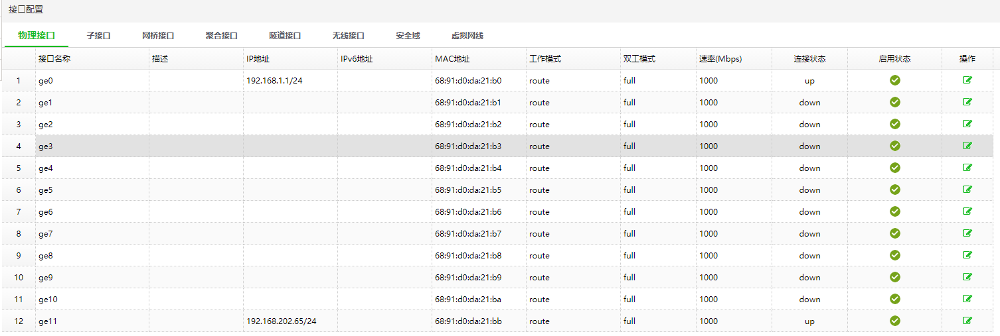 接口配置
物理接口 子接口 网桥接口 聚合接口 隧道接口 无线接口 安全域 虚拟网线
接口名称 描述 IP地址 IPv6地址 MAC地址 工作模式 双工模式 速率(Mbps) 连接状态 启用状态 操作
1 ge0 192.168.1.1/24 68:91:d0:da:21:b0 route full 1000 up
2 ge1 68:91:d0:da:21:b1 route full 1000 down
3 ge2 68:91:d0:da:21:b2 route full 1000 down
4 ge3 68:91:d0:da:21:b3 route full 1000 down
5 ge4 68:91:d0:da:21:b4 route full 1000 down
6 ge5 68:91:d0:da:21:b5 route full 1000 down
7 ge6 68:91:d0:da:21:b6 route full 1000 down
8 ge7 68:91:d0:da:21:b7 route full 1000 down
9 ge8 68:91:d0:da:21:b8 route full 1000 down
10 ge9 68:91:d0:da:21:b9 route full 1000 down
11 ge10 68:91:d0:da:21:ba route full 1000 down
12 ge11 192.168.202.65/24 68:91:d0:da:21:bb route full 1000 up